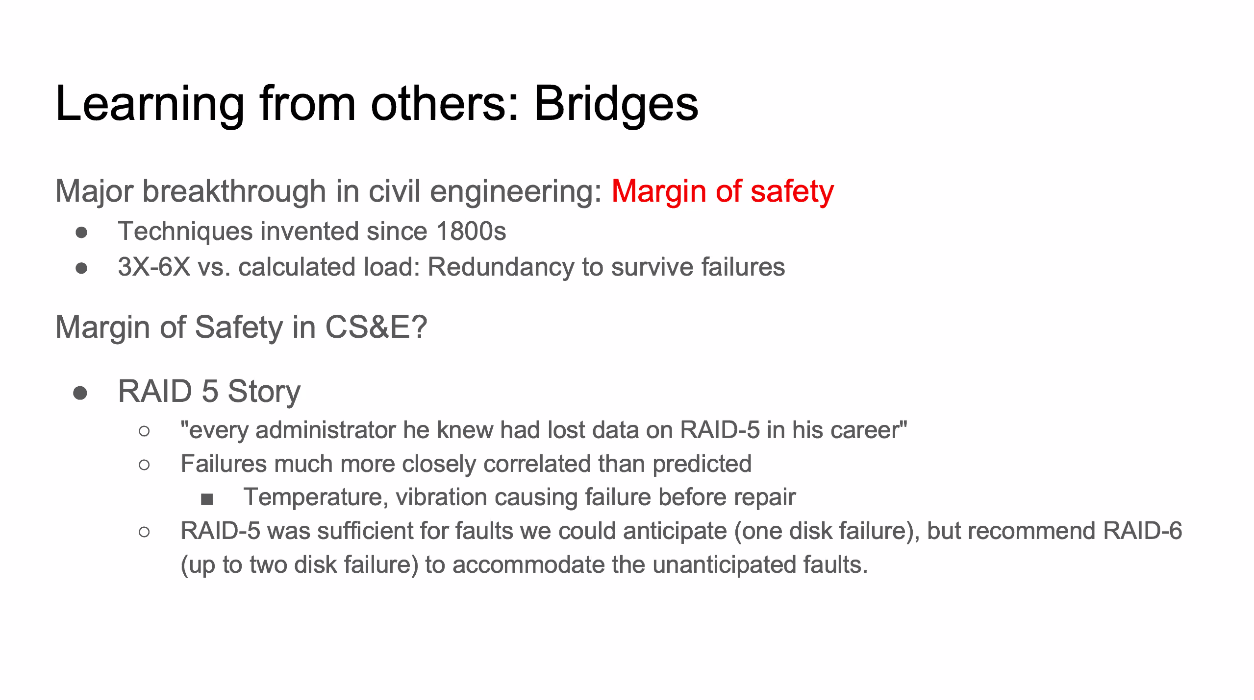 Learning from others: Bridges
Major breakthrough in civil engineering: Margin of safety
● Techniques invented since 1800s
● 3X-6X vs. calculated load: Redundancy to survive failures
Margin of Safety in CS&E?
● RAID 5 Story
○ "every administrator he knew had lost data on RAID-5 in his career"
○ Failures much more closely correlated than predicted
■ Temperature, vibration causing failure before repair
○ RAID-5 was sufficient for faults we could anticipate (one disk failure), but recommend RAID-6
(up to two disk failure) to accommodate the unanticipated faults.